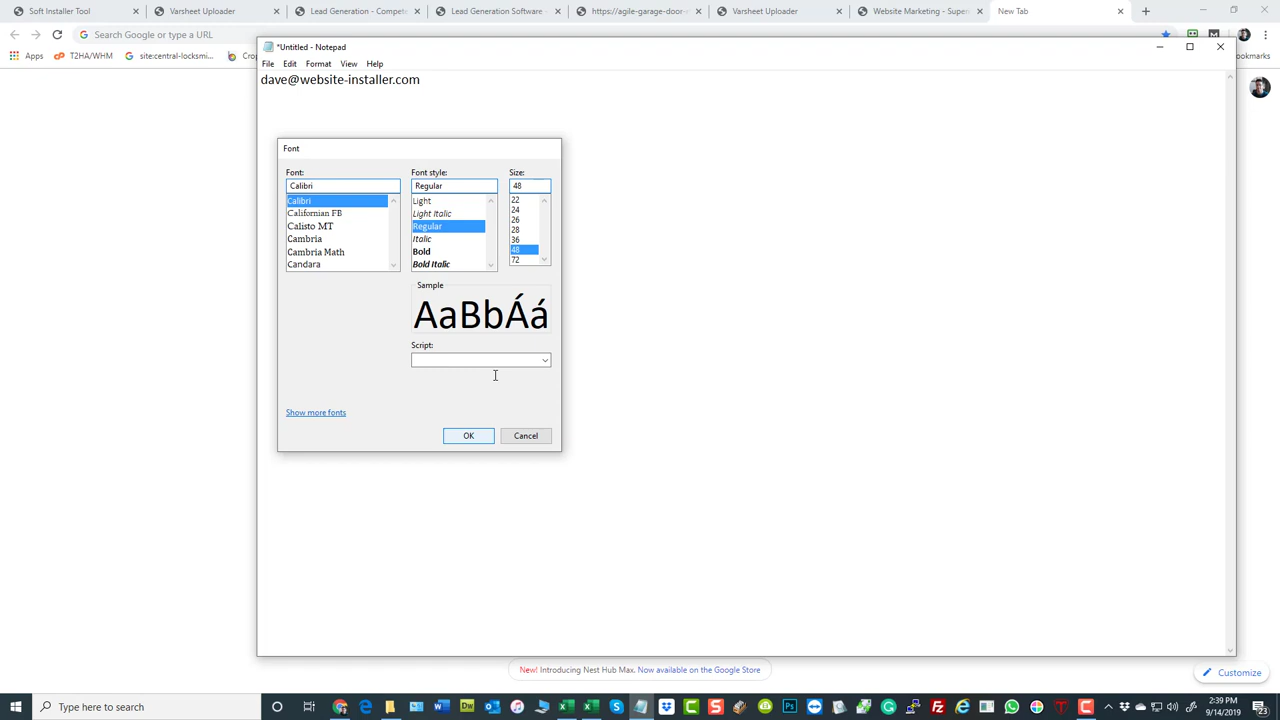 Soft Installer Tool
Varsheet Uploader
Lead Generation - Compete
Lead Generation Software -
https://agile-garage-door-r
Varsheet Uploader
Website Marketing - Super
New Tab
Search Google or type a URL
Apps
T2HA/WHM
site:central-locksmi...
Crop
ookmarks
*Untitled - Notepad
File Edit Format View Help
dave@website-installer.com
Font
Font: Font style: Size:
Calibri Regular 48
Calibri Light 22
Californian FB Light Italic 24
Calisto MT Regular 26
Cambria Italic 28
Cambria Math Bold 36
Candara Bold Italic 48
72
Sample
AaBbÁá
Script:
Show more fonts
OK Cancel
New! Introducing Nest Hub Max. Now available on the Google Store
Customize
Type here to search
2:39 PM
9/14/2019